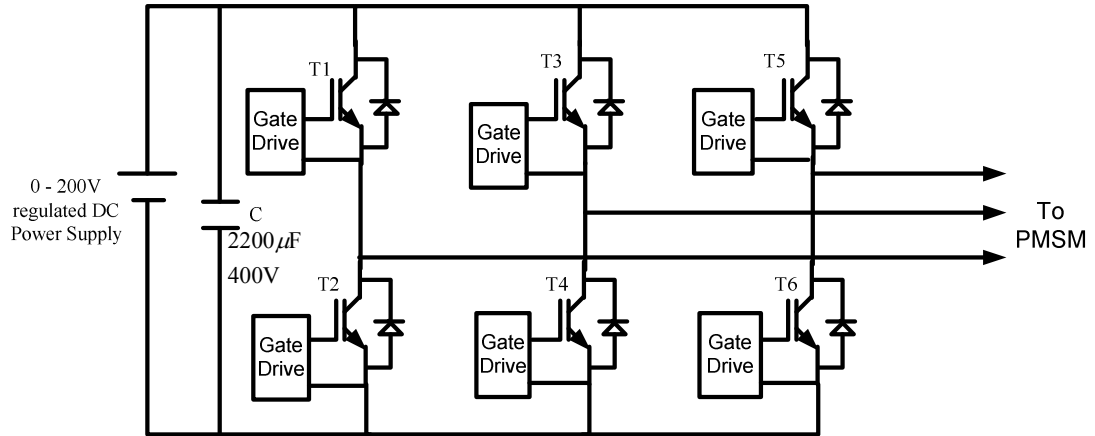 T1
T3
T5
Gate
Drive
Gate
Drive
Gate
Drive
0 - 200V
regulated DC
Power Supply
C
2200μF
400V
To
PMSM
T2
T4
T6
Gate
Drive
Gate
Drive
Gate
Drive